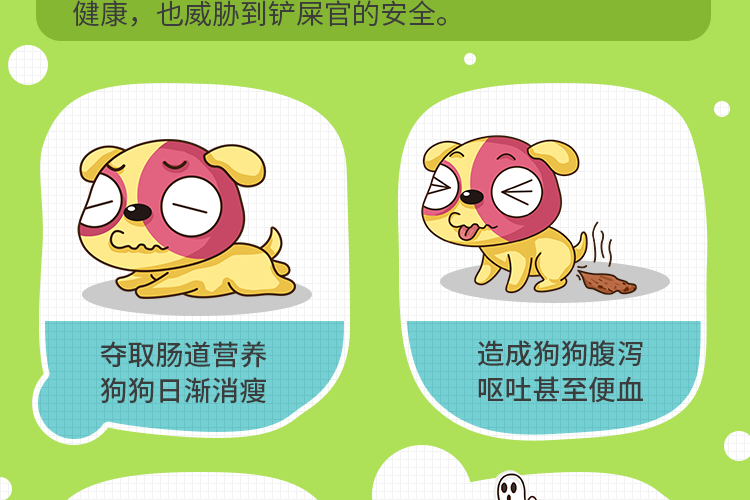 健康，也威胁到铲屎官的安全。
夺取肠道营养
狗狗日渐消瘦
造成狗狗腹泻
呕吐甚至便血